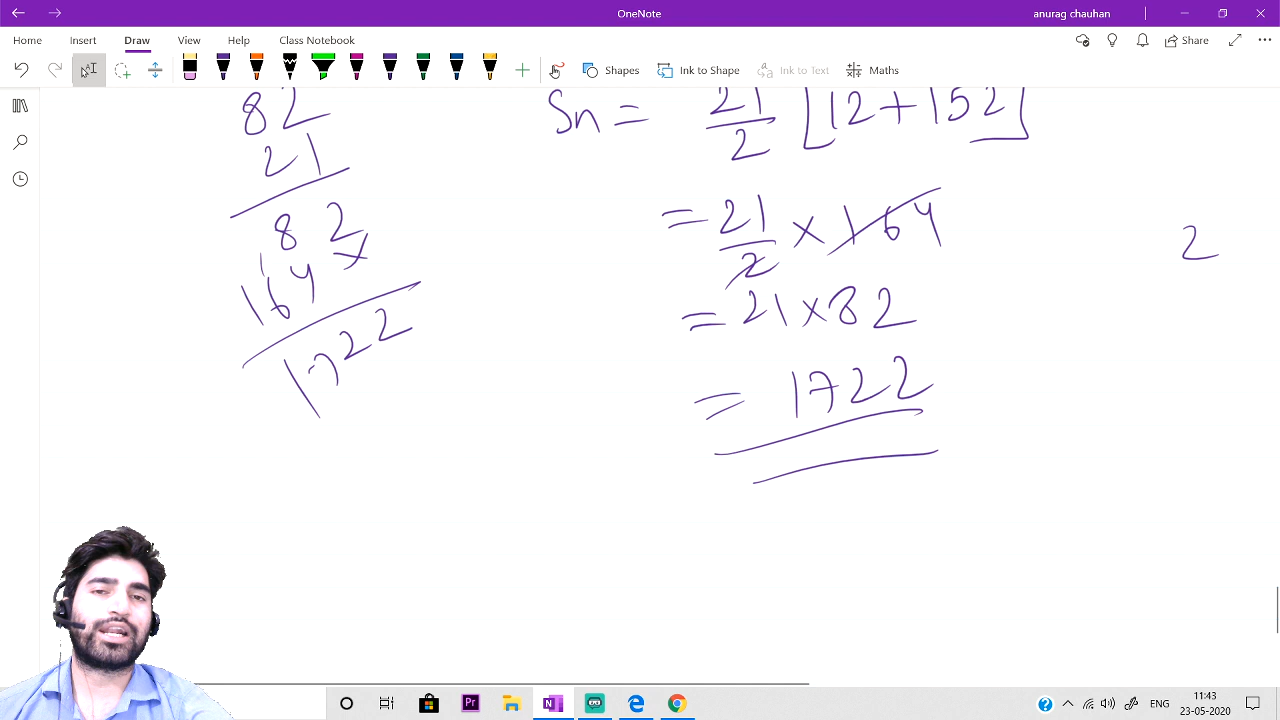 OneNote
anurag chauhan
Home Insert Draw View Help Class Notebook
Share
Shapes
Ink to Shape
Ink to Text
Maths
82
21
82
164x
1722
Sn = 21/2 [12+152]
= 21/2 × 164
= 21×82
= 1722
2
Pr
N
ENG
11:43
23-05-2020